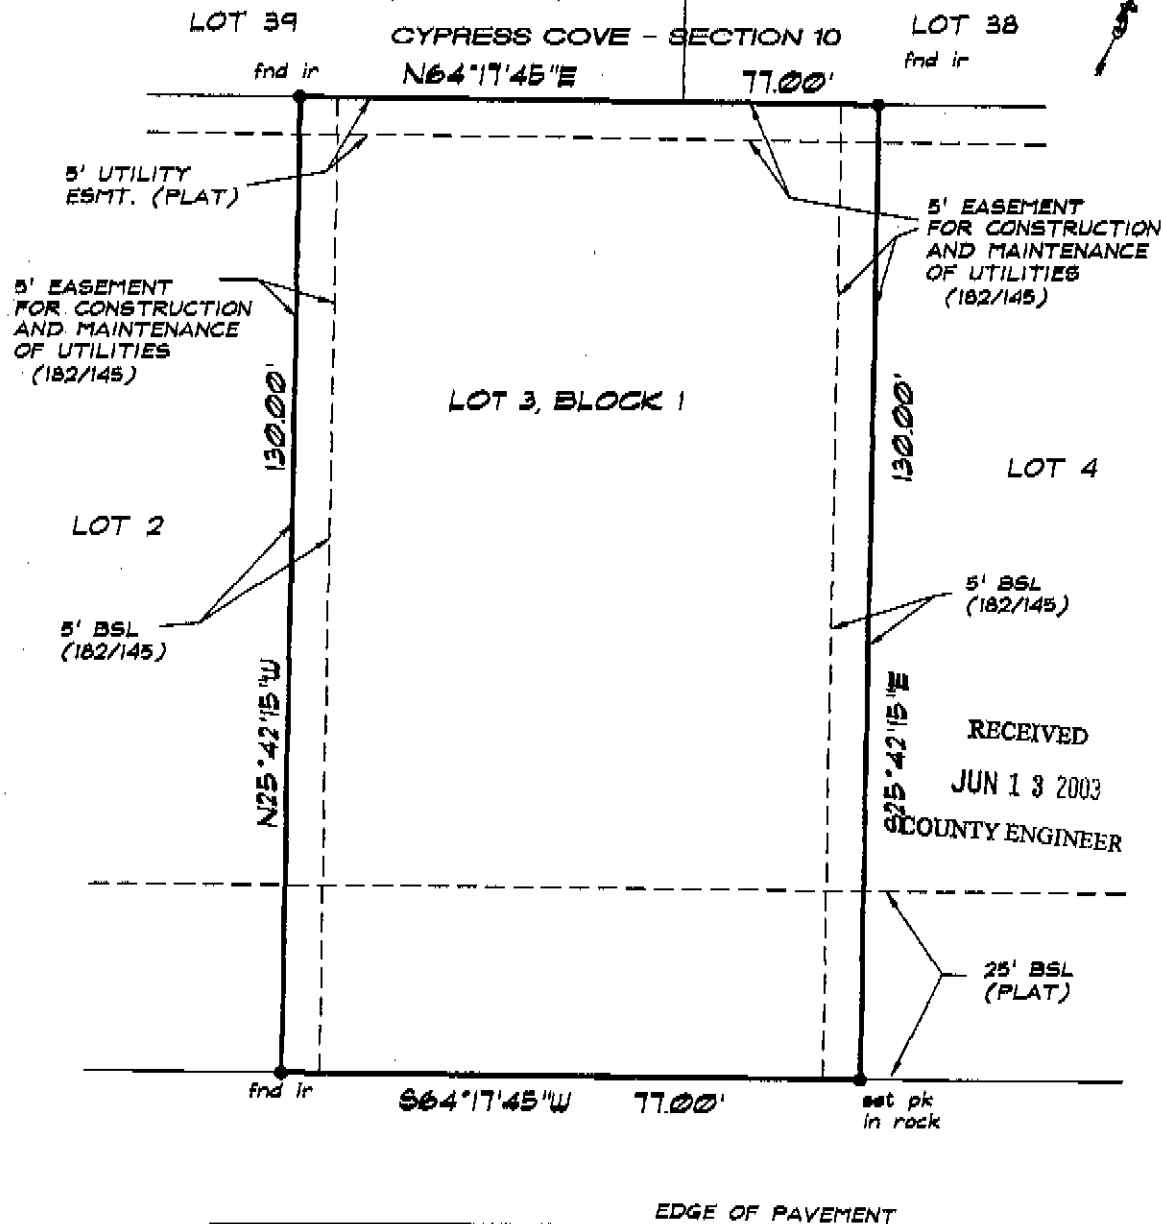 LOT 39
CYPRESS COVE - SECTION 10
LOT 38
fnd ir
N64°17'45"E
77.00'
fnd ir
5' UTILITY
ESMT. (PLAT)
5' EASEMENT
FOR CONSTRUCTION
AND MAINTENANCE
OF UTILITIES
(182/145)
5' EASEMENT
FOR CONSTRUCTION
AND MAINTENANCE
OF UTILITIES
(182/145)
130.00'
LOT 3, BLOCK 1
130.00'
LOT 4
LOT 2
5' BSL
(182/145)
5' BSL
(182/145)
N25°42'15"W
S25°42'15"E
RECEIVED
JUN 13 2003
COUNTY ENGINEER
25' BSL
(PLAT)
fnd ir
S64°17'45"W
77.00'
set pk
in rock
EDGE OF PAVEMENT